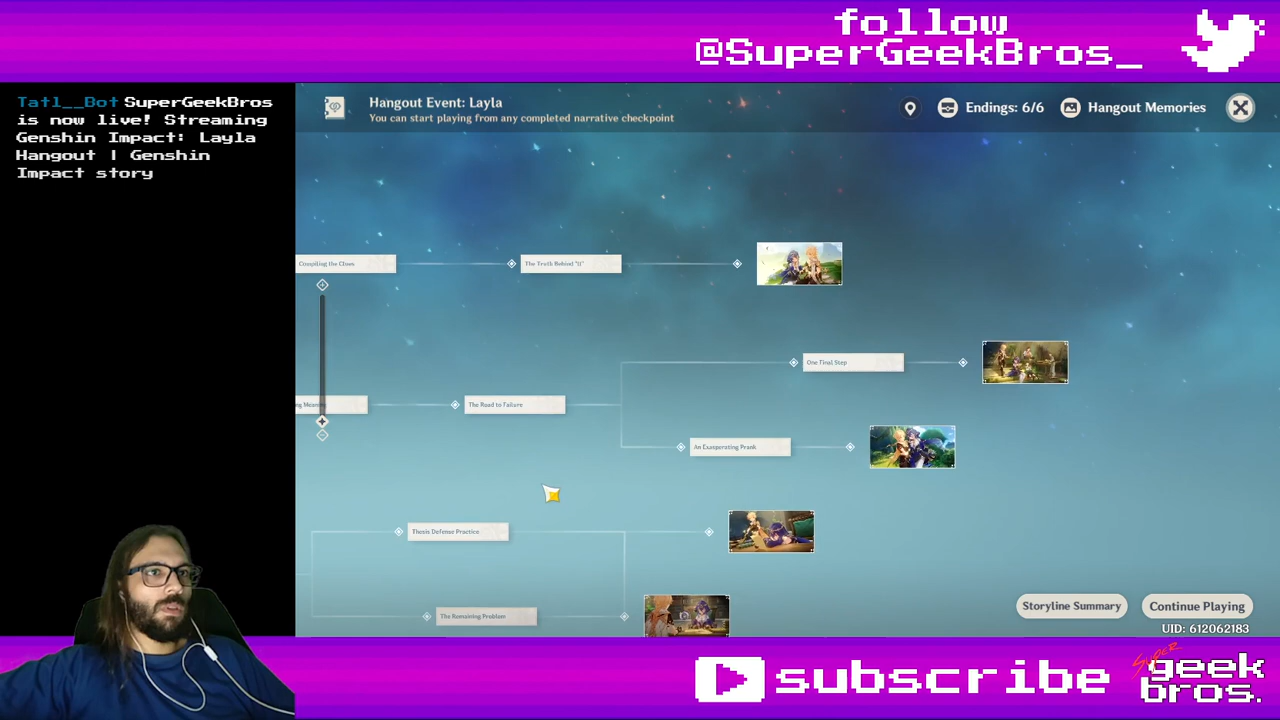 follow
@SuperGeekBros_
Tatl__Bot SuperGeekBros
is now live! Streaming
Genshin Impact: Layla
Hangout | Genshin
Impact story
Hangout Event: Layla
You can start playing from any completed narrative checkpoint
Endings: 6/6
Hangout Memories
Compiling the Clues
The Truth Behind "It"
One Final Step
ng Meaning
The Road to Failure
An Exasperating Prank
Thesis Defense Practice
The Remaining Problem
Storyline Summary
Continue Playing
UID: 612062183
subscribe
super
geek
bros.